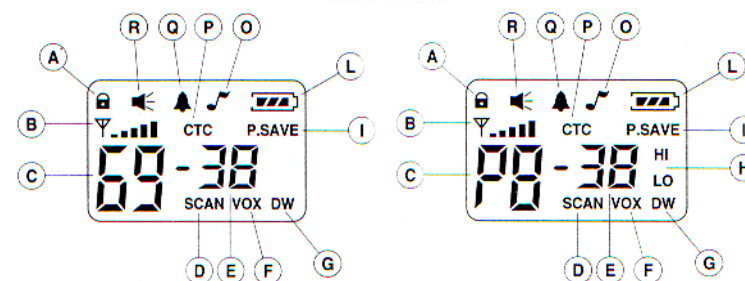 R Q P O
A L
B CTC P.SAVE I
C 69-38
SCAN VOX DW
D E F G
R Q P O
A L
B CTC P.SAVE I
C P8-38 HI H
LO
SCAN VOX DW
D E F G